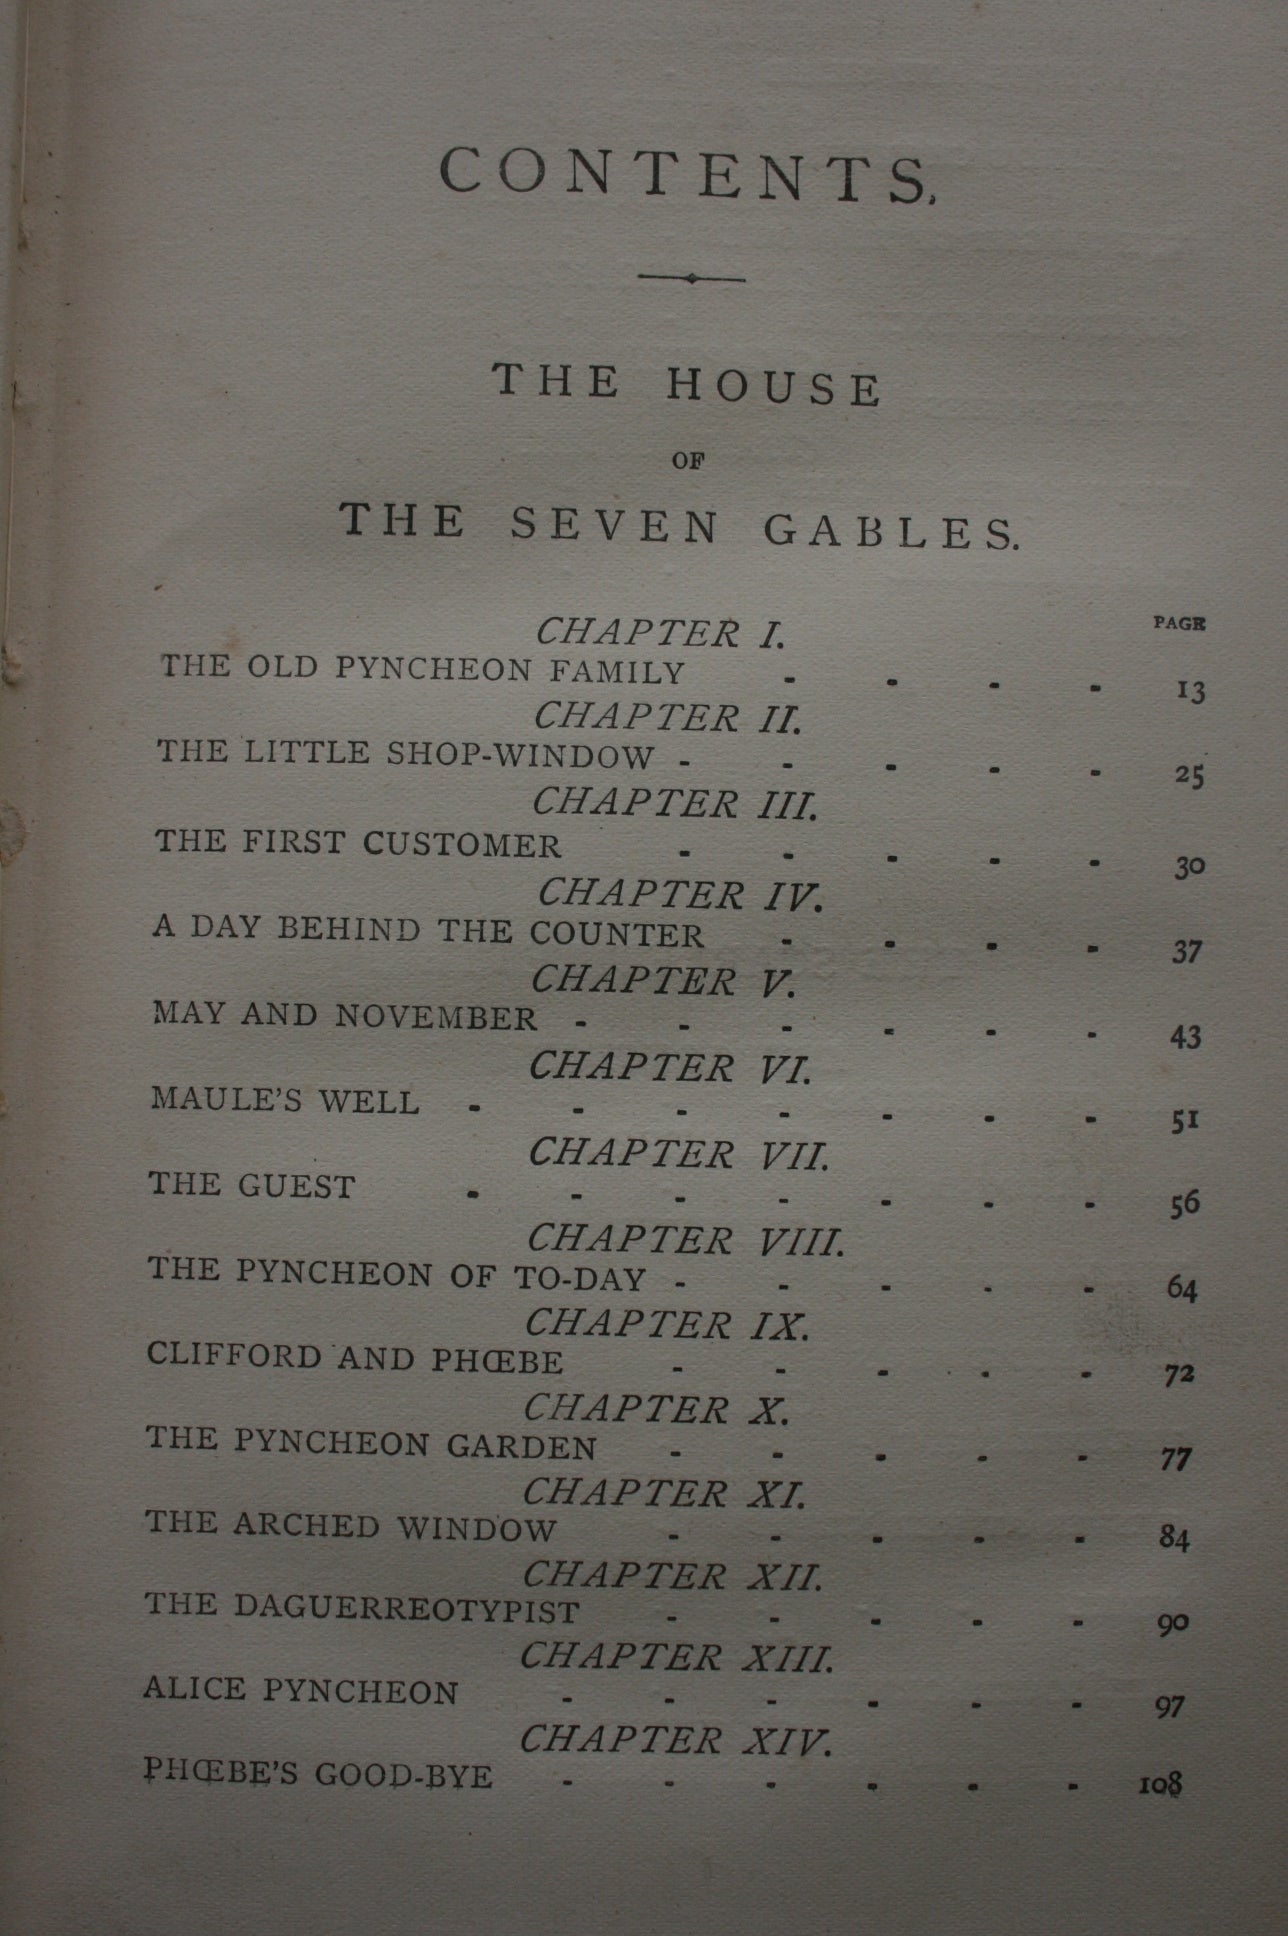 CONTENTS.
THE HOUSE
OF
THE SEVEN GABLES.
CHAPTER I. PAGE
THE OLD PYNCHEON FAMILY - - - - 13
CHAPTER II.
THE LITTLE SHOP-WINDOW - - - - - 25
CHAPTER III.
THE FIRST CUSTOMER - - - - - 30
CHAPTER IV.
A DAY BEHIND THE COUNTER - - - - 37
CHAPTER V.
MAY AND NOVEMBER - - - - - - 43
CHAPTER VI.
MAULE'S WELL - - - - - - - 51
CHAPTER VII.
THE GUEST - - - - - - - 56
CHAPTER VIII.
THE PYNCHEON OF TO-DAY - - - - - 64
CHAPTER IX.
CLIFFORD AND PHŒBE - - - - - 72
CHAPTER X.
THE PYNCHEON GARDEN - - - - - 77
CHAPTER XI.
THE ARCHED WINDOW - - - - - 84
CHAPTER XII.
THE DAGUERREOTYPIST - - - - - 90
CHAPTER XIII.
ALICE PYNCHEON - - - - - - 97
CHAPTER XIV.
PHŒBE'S GOOD-BYE - - - - - - 108